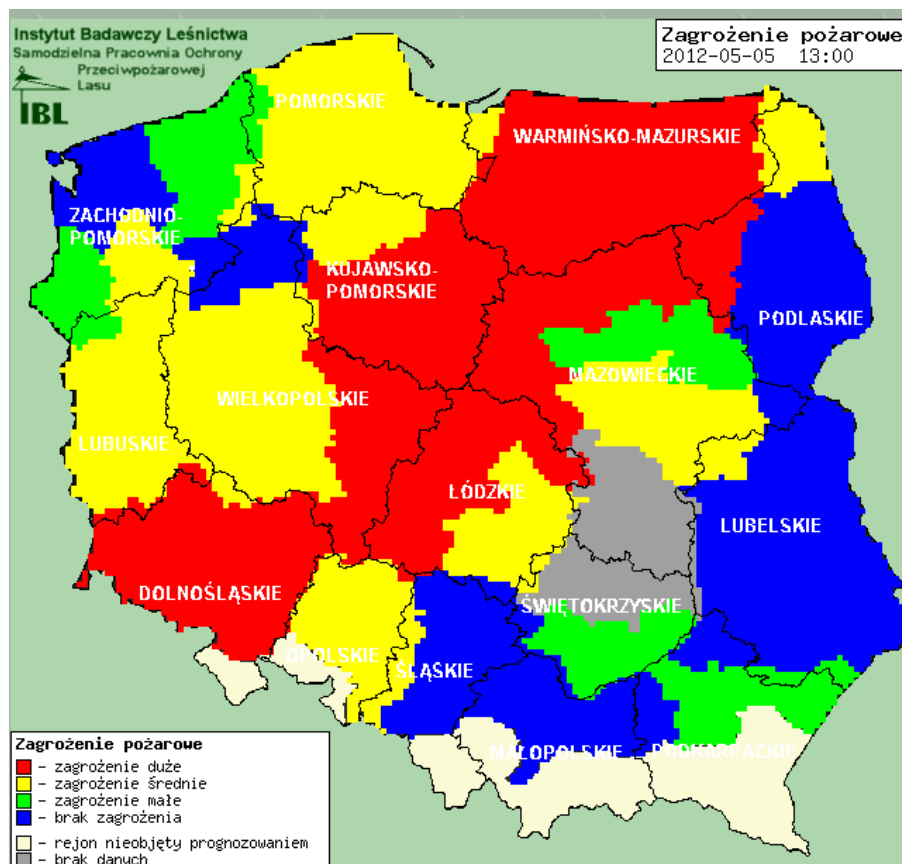 Instytut Badawczy Leśnictwa
Samodzielna Pracownia Ochrony
Przeciwpożarowej
Lasu
IBL
Zagrożenie pożarowe
2012-05-05 13:00
POMORSKIE
WARMIŃSKO-MAZURSKIE
ZACHODNIO-
POMORSKIE
KUJAWSKO-
POMORSKIE
PODLASKIE
MAZOWIECKIE
WIELKOPOLSKIE
LUBUSKIE
ŁÓDZKIE
LUBELSKIE
DOLNOŚLĄSKIE
ŚWIĘTOKRZYSKIE
OPOLSKIE
ŚLĄSKIE
MAŁOPOLSKIE
PODKARPACKIE
Zagrożenie pożarowe
- zagrożenie duże
- zagrożenie średnie
- zagrożenie małe
- brak zagrożenia
- rejon nieobjęty prognozowaniem
- brak danych